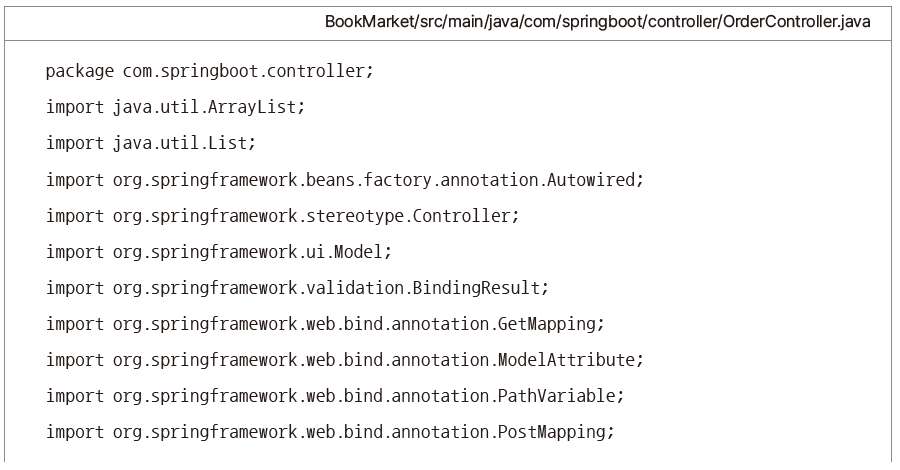 BookMarket/src/main/java/com/springboot/controller/OrderController.java
package com.springboot.controller;
import java.util.ArrayList;
import java.util.List;
import org.springframework.beans.factory.annotation.Autowired;
import org.springframework.stereotype.Controller;
import org.springframework.ui.Model;
import org.springframework.validation.BindingResult;
import org.springframework.web.bind.annotation.GetMapping;
import org.springframework.web.bind.annotation.ModelAttribute;
import org.springframework.web.bind.annotation.PathVariable;
import org.springframework.web.bind.annotation.PostMapping;